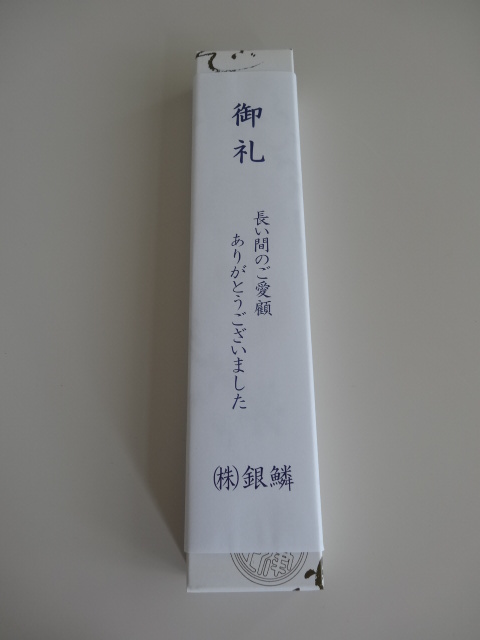 御礼
長い間のご愛顧
ありがとうございました
㈱銀鱗